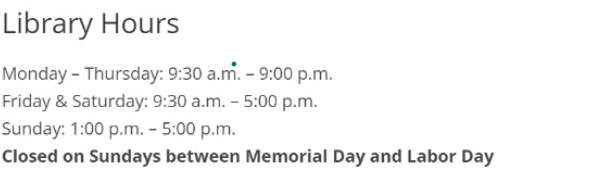 Library Hours
Monday – Thursday: 9:30 a.m. – 9:00 p.m.
Friday & Saturday: 9:30 a.m. – 5:00 p.m.
Sunday: 1:00 p.m. – 5:00 p.m.
Closed on Sundays between Memorial Day and Labor Day